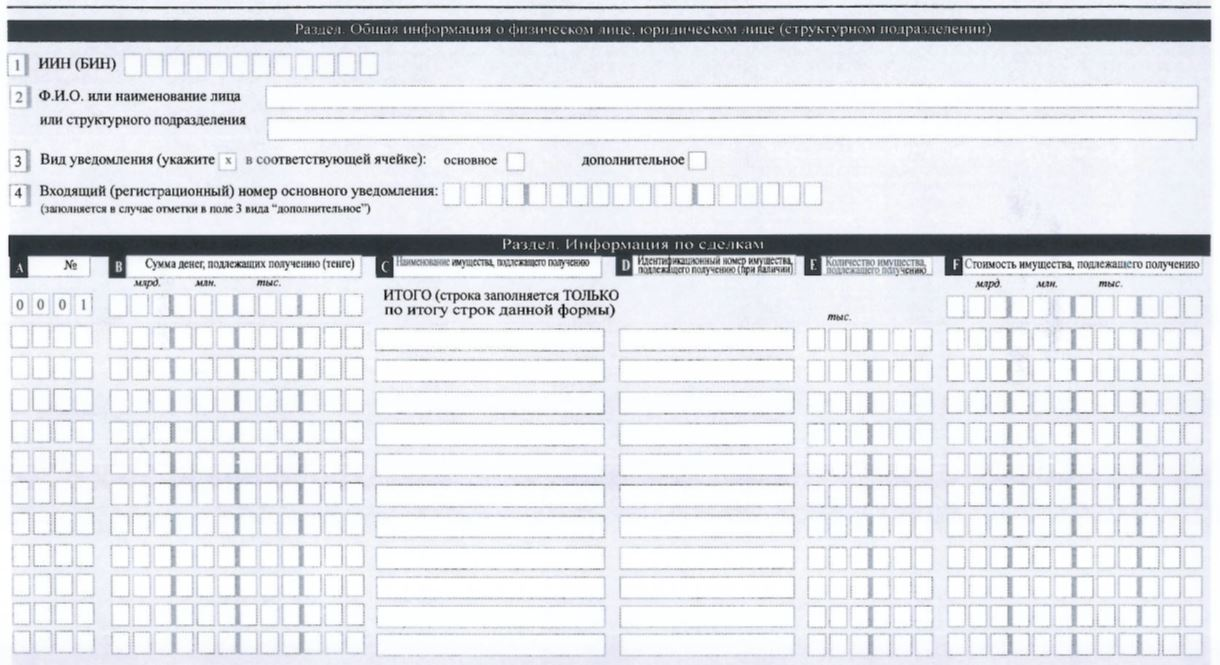 Раздел. Общая информация о физическом лице, юридическом лице (структурном подразделении)
1 ИИН (БИН)
2 Ф.И.О. или наименование лица
или структурного подразделения
3 Вид уведомления (укажите x в соответствующей ячейке): основное дополнительное
4 Входящий (регистрационный) номер основного уведомления:
(заполняется в случае отметки в поле 3 вида "дополнительное")
Раздел. Информация по сделкам
A № B Сумма денег, подлежащих получению (тенге) C Наименование имущества, подлежащего получению D Идентификационный номер имущества, подлежащего получению (при наличии) E Количество имущества, подлежащего получению F Стоимость имущества, подлежащего получению
млрд. млн. тыс. млрд. млн. тыс.
0 0 0 1 ИТОГО (строка заполняется ТОЛЬКО
по итогу строк данной формы)
тыс.